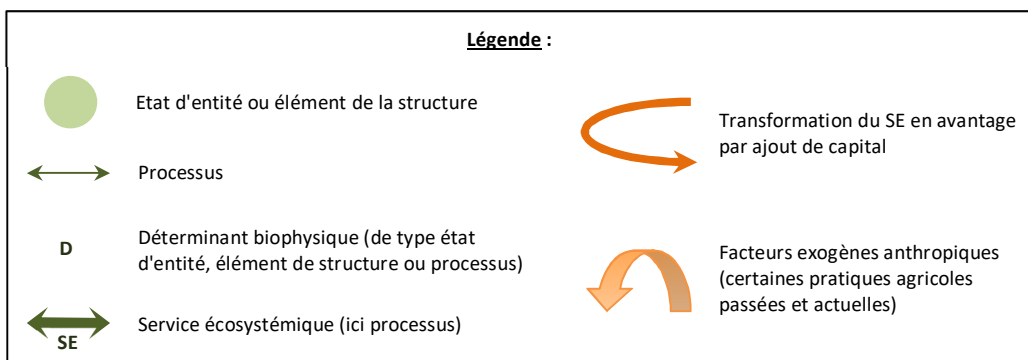 Légende :
Etat d'entité ou élément de la structure
Processus
D
Déterminant biophysique (de type état
d'entité, élément de structure ou processus)
SE
Service écosystémique (ici processus)
Transformation du SE en avantage
par ajout de capital
Facteurs exogènes anthropiques
(certaines pratiques agricoles
passées et actuelles)